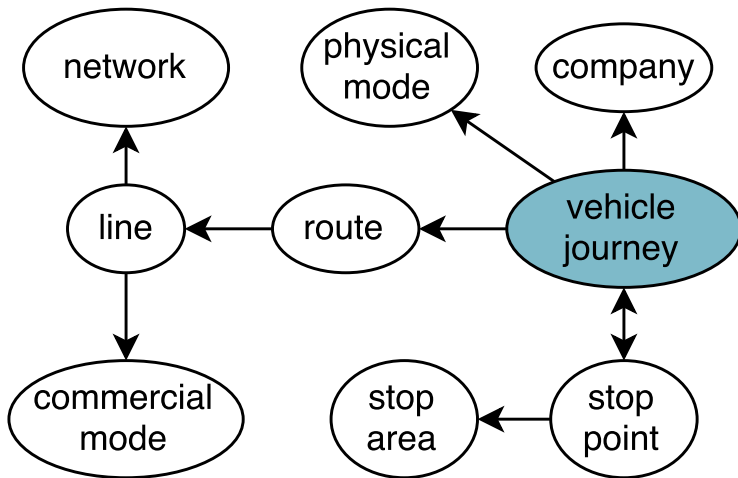 network
physical
mode
company
line
route
vehicle
journey
commercial
mode
stop
area
stop
point